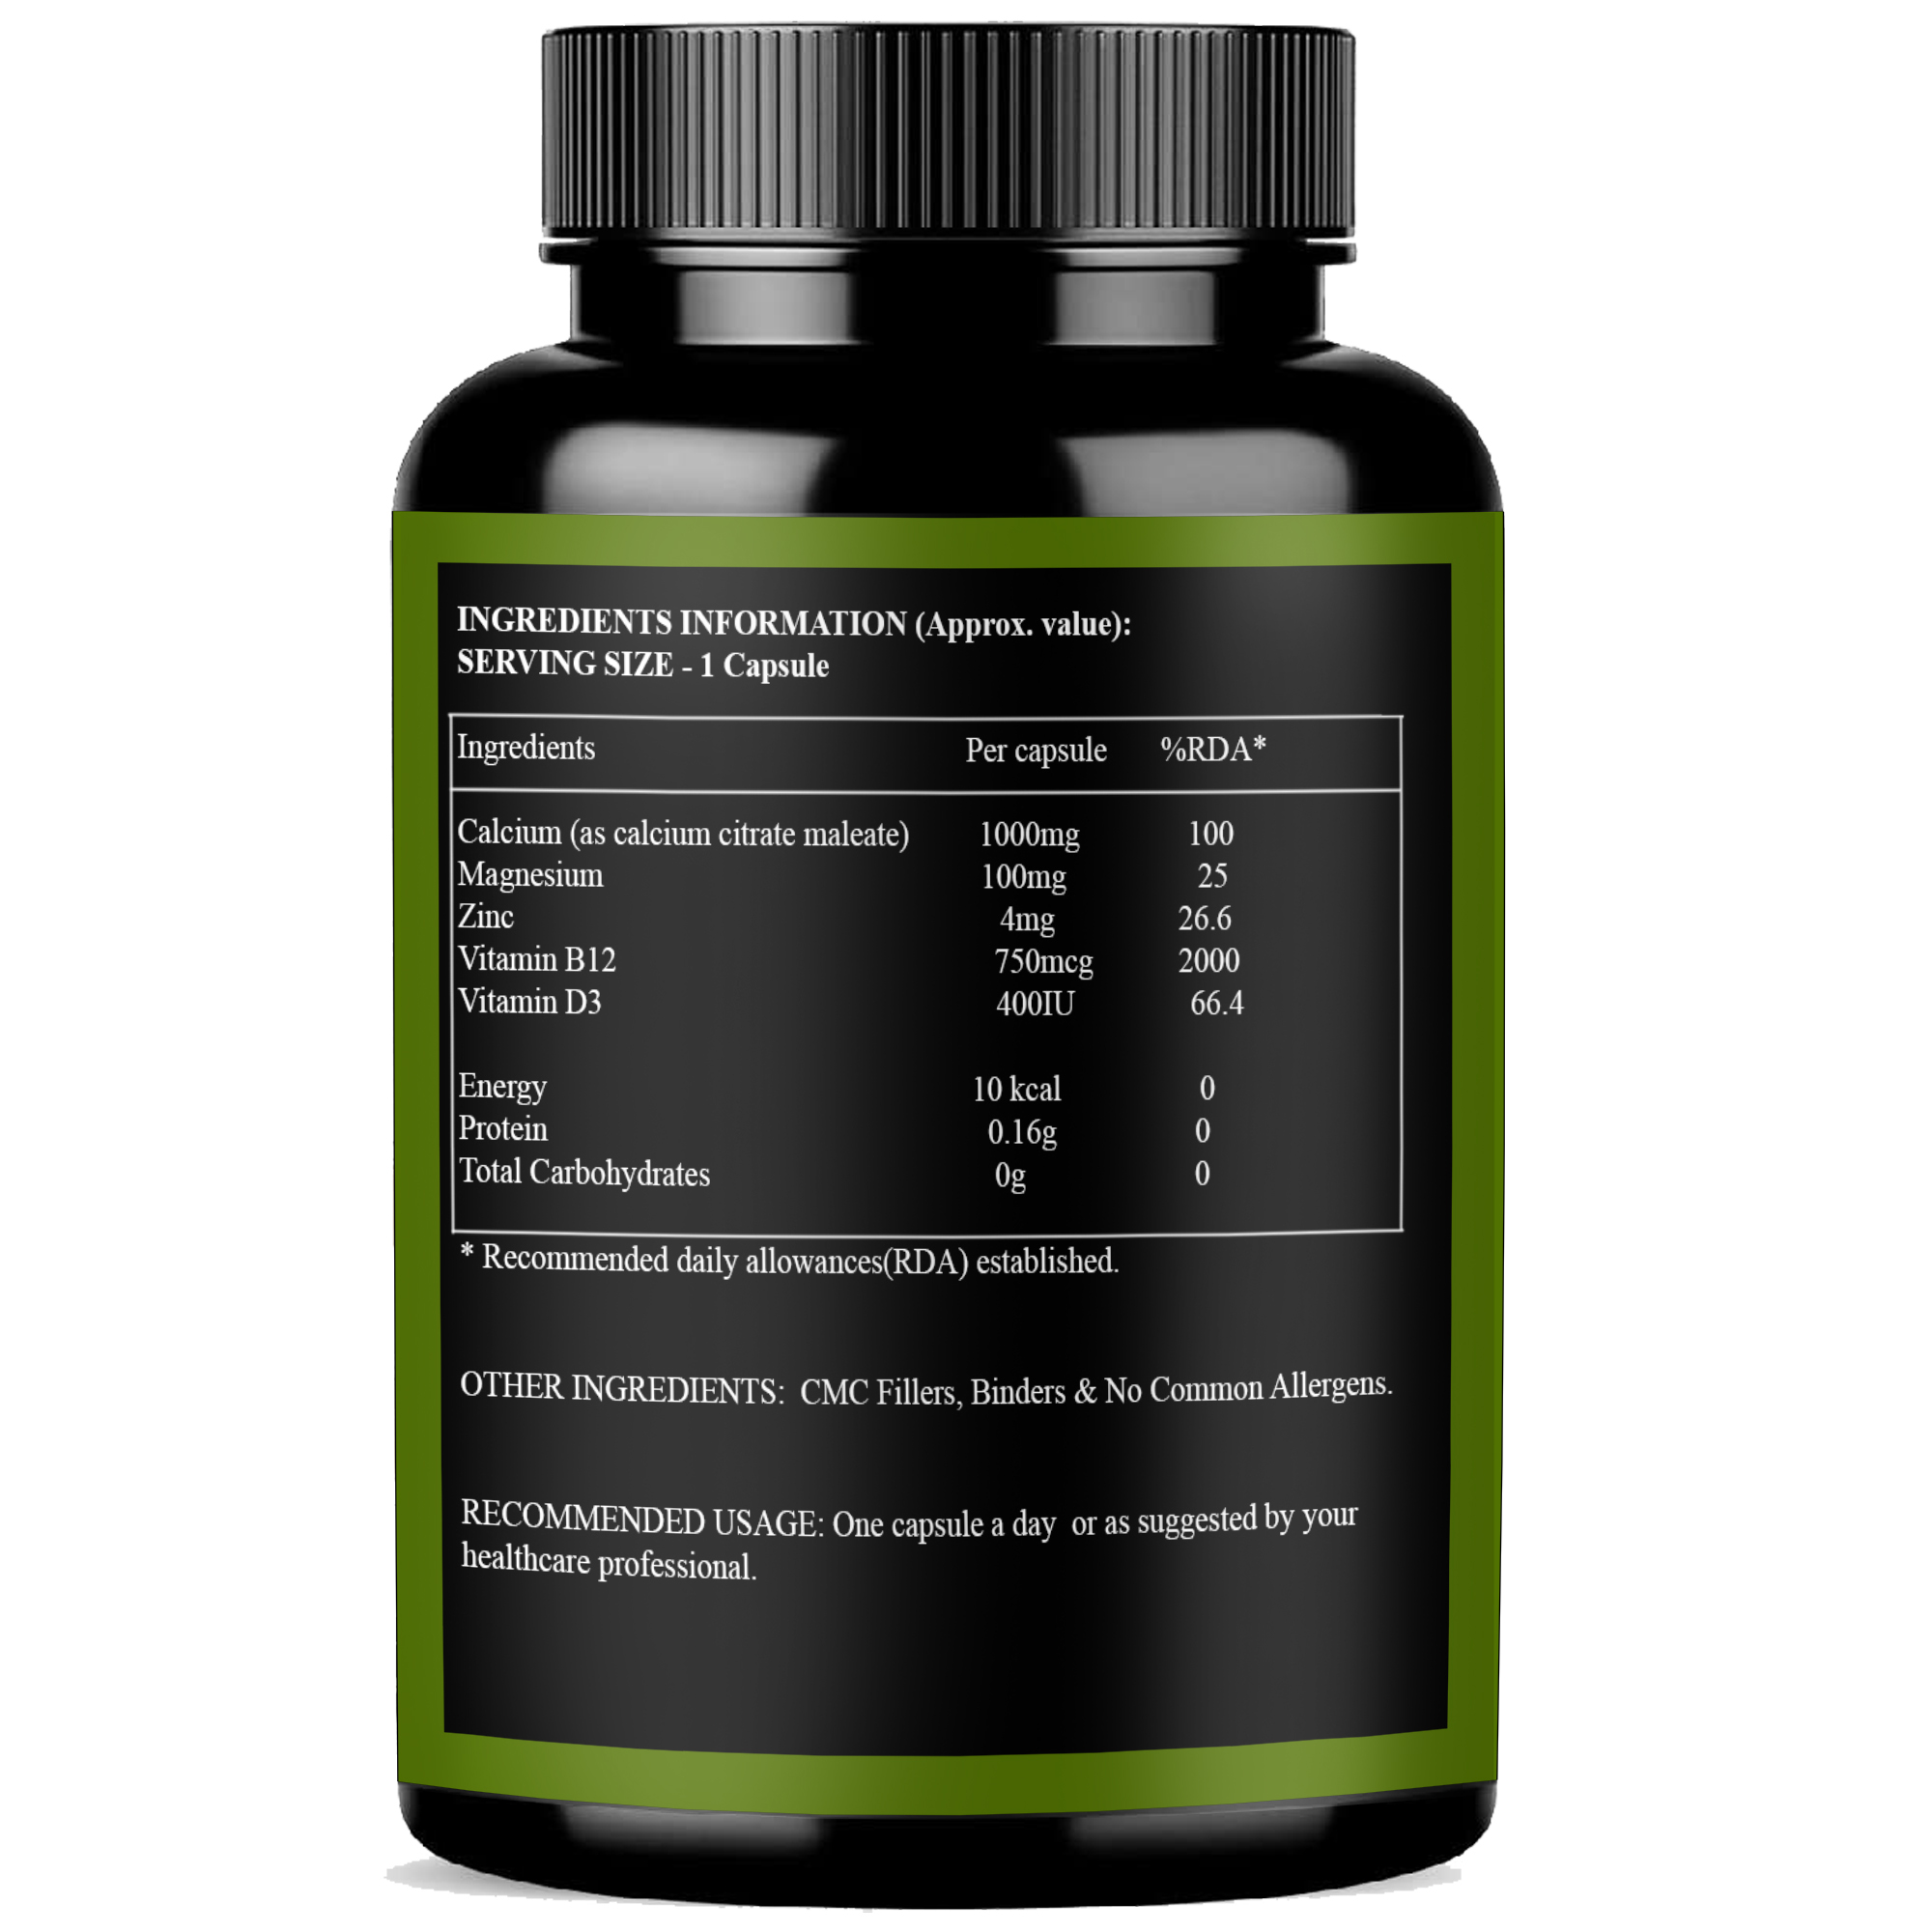 INGREDIENTS INFORMATION (Approx. value):
SERVING SIZE - 1 Capsule
Ingredients Per capsule %RDA*
Calcium (as calcium citrate maleate) 1000mg 100
Magnesium 100mg 25
Zinc 4mg 26.6
Vitamin B12 750mcg 2000
Vitamin D3 400IU 66.4
Energy 10 kcal 0
Protein 0.16g 0
Total Carbohydrates 0g 0
* Recommended daily allowances(RDA) established.
OTHER INGREDIENTS: CMC Fillers, Binders & No Common Allergens.
RECOMMENDED USAGE: One capsule a day or as suggested by your
healthcare professional.